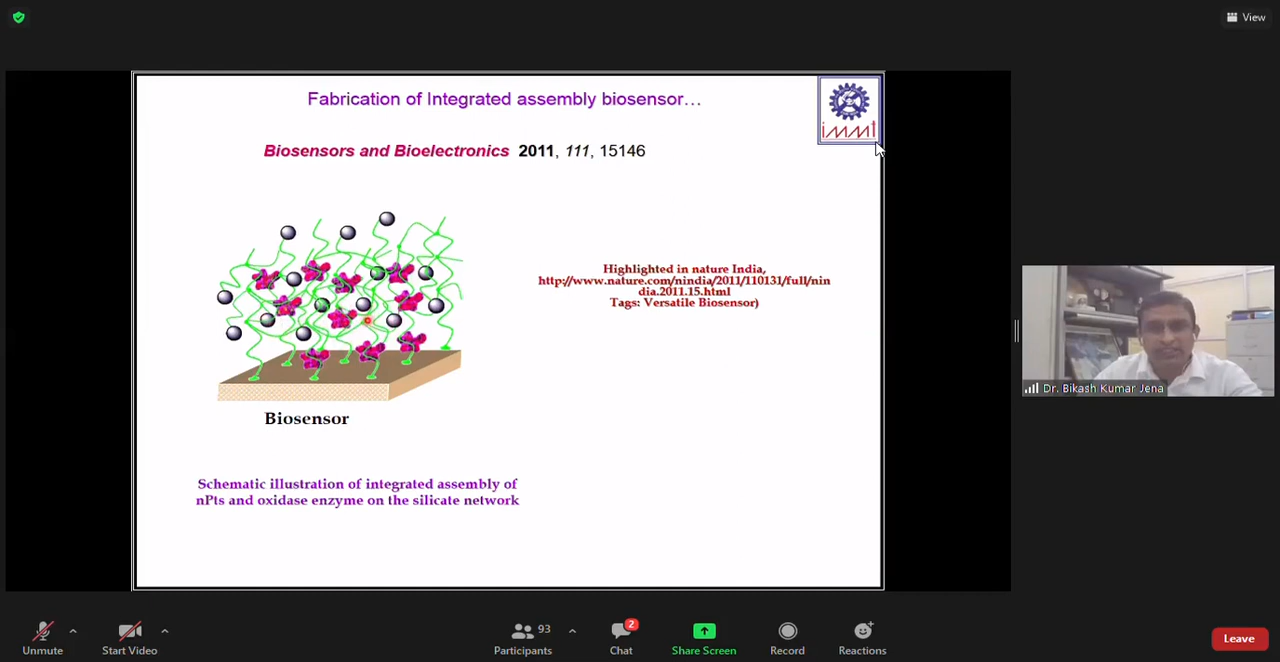 View
Fabrication of Integrated assembly biosensor...
immt
Biosensors and Bioelectronics 2011, 111, 15146
Highlighted in nature India,
http://www.nature.com/nindia/2011/110131/full/nin
dia.2011.15.html
Tags: Versatile Biosensor)
Biosensor
Schematic illustration of integrated assembly of
nPts and oxidase enzyme on the silicate network
Dr. Bikash Kumar Jena
Unmute
Start Video
93
Participants
2
Chat
Share Screen
Record
Reactions
Leave